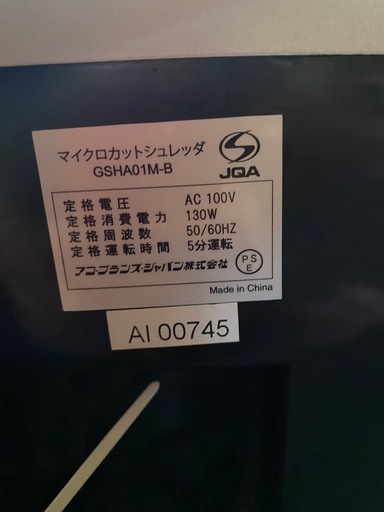 マイクロカットシュレッダ
GSHA01M-B
JQA
定格電圧 AC 100V
定格消費電力 130W
定格周波数 50/60HZ
定格運転時間 5分運転
アコ・ブランズ・ジャパン株式会社
PS
E
Made in China
AI 00745